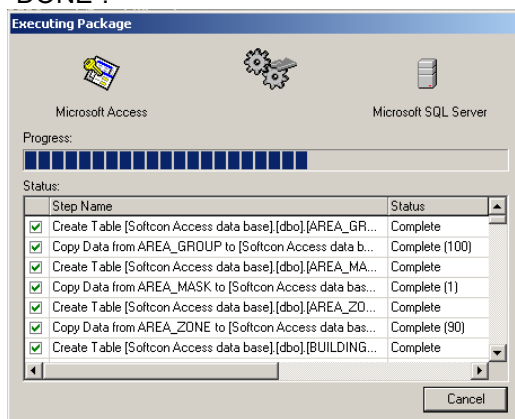 "DONE".
Executing Package
Microsoft Access
Microsoft SQL Server
Progress:
Status:
Step Name Status
Create Table [Softcon Access data base].[dbo].[AREA_GR... Complete
Copy Data from AREA_GROUP to [Softcon Access data b... Complete (100)
Create Table [Softcon Access data base].[dbo].[AREA_MA... Complete
Copy Data from AREA_MASK to [Softcon Access data bas... Complete (1)
Create Table [Softcon Access data base].[dbo].[AREA_ZO... Complete
Copy Data from AREA_ZONE to [Softcon Access data bas... Complete (90)
Create Table [Softcon Access data base].[dbo].[BUILDING... Complete
Cancel